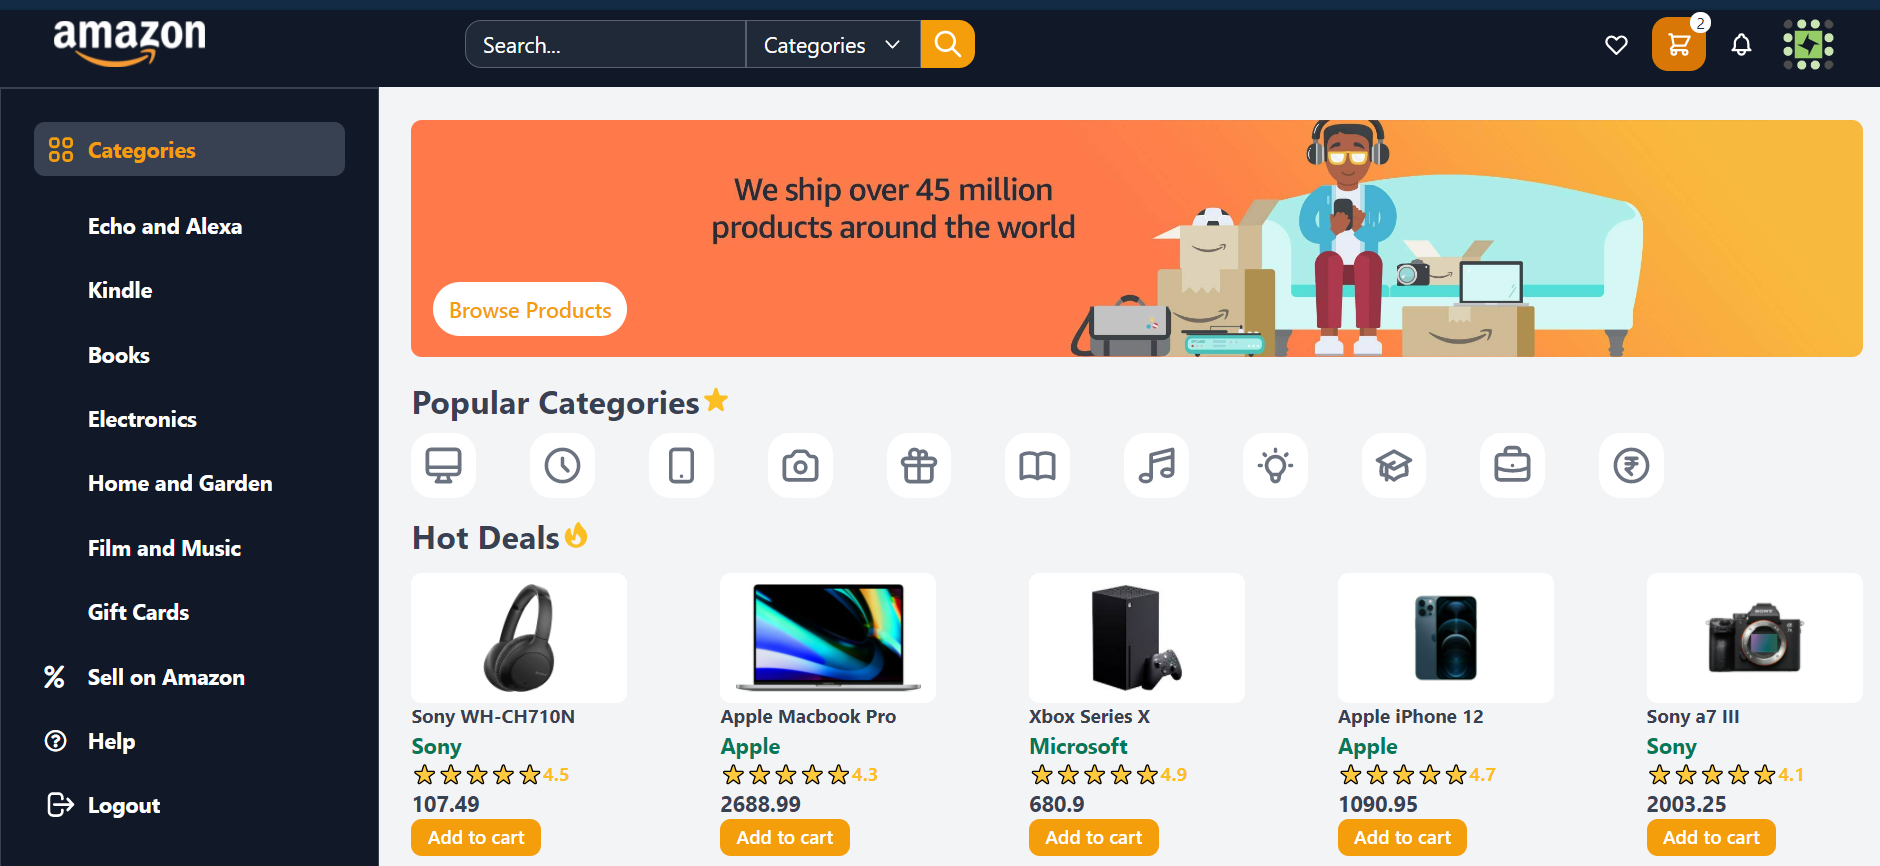 amazon
Search...
Categories
2
Categories
Echo and Alexa
Kindle
Books
Electronics
Home and Garden
Film and Music
Gift Cards
Sell on Amazon
Help
Logout
We ship over 45 million
products around the world
Browse Products
Popular Categories
Hot Deals
Sony WH-CH710N
Sony
4.5
107.49
Add to cart
Apple Macbook Pro
Apple
4.3
2688.99
Add to cart
Xbox Series X
Microsoft
4.9
680.9
Add to cart
Apple iPhone 12
Apple
4.7
1090.95
Add to cart
Sony a7 III
Sony
4.1
2003.25
Add to cart